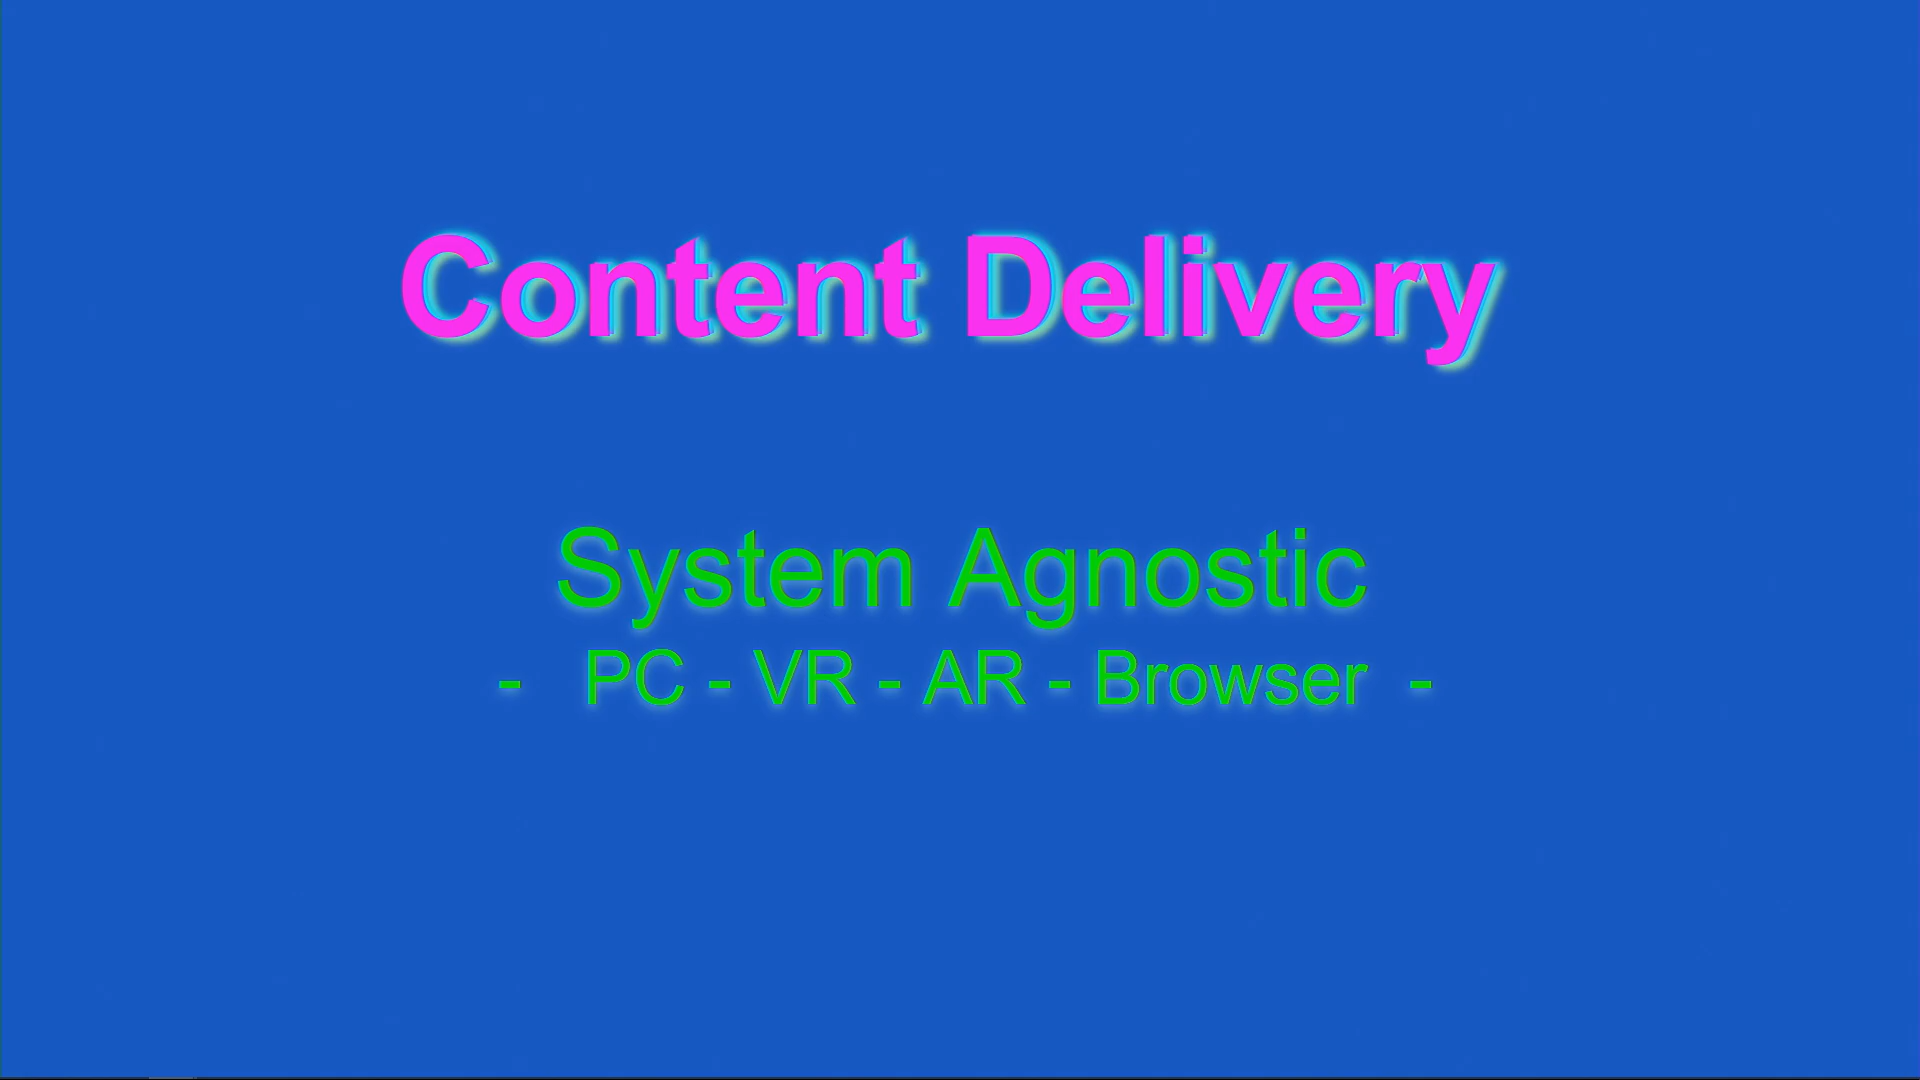 Content Delivery
System Agnostic
- PC - VR - AR - Browser -